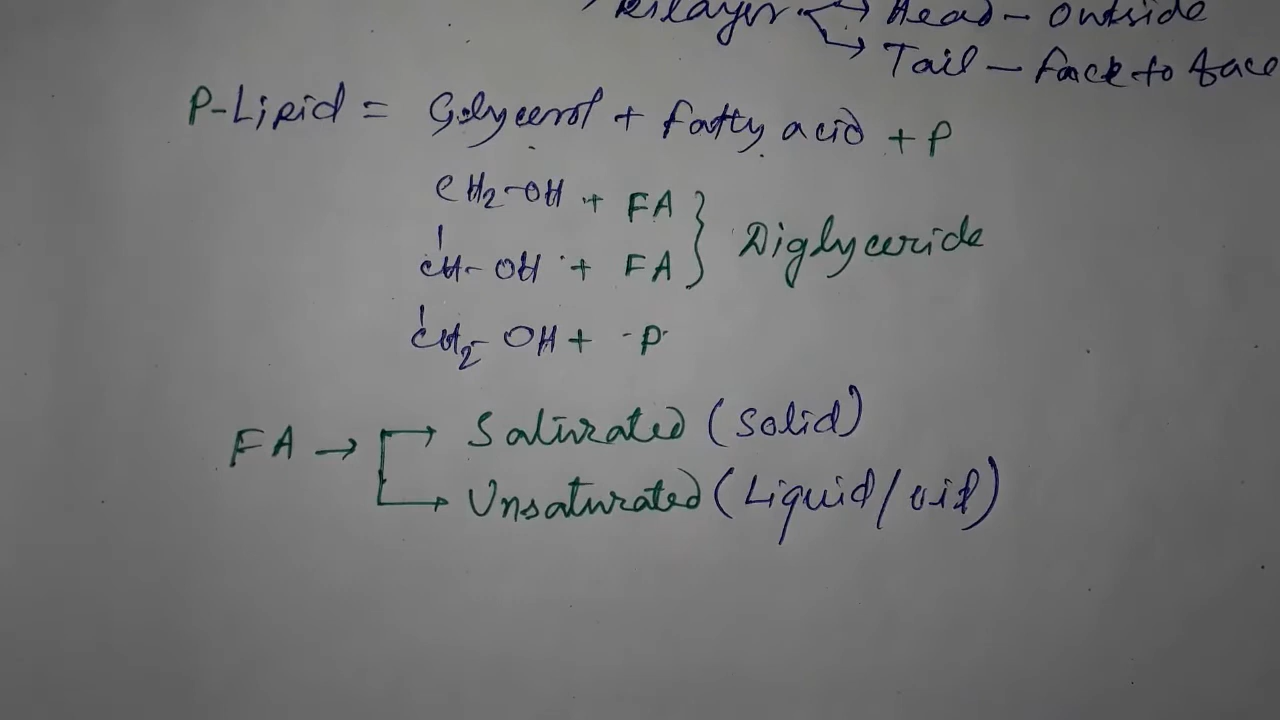 Bilayer → Head - Outside
→ Tail - face to face
P-Lipid = Golycerol + fatty acid + P
CH2-OH + FA
CH-OH + FA } Diglyceride
CH2-OH + P
FA → Saturated (Solid)
→ Unsaturated (Liquid/oil)